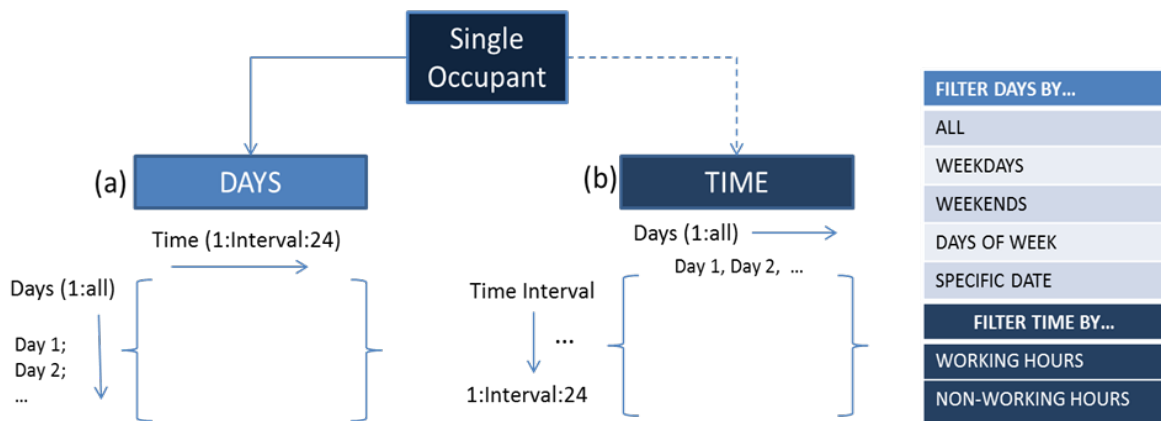 Single
Occupant
(a)
DAYS
Time (1:Interval:24)
Days (1:all)
Day 1;
Day 2;
...
(b)
TIME
Days (1:all)
Day 1, Day 2, ...
Time Interval
...
1:Interval:24
FILTER DAYS BY...
ALL
WEEKDAYS
WEEKENDS
DAYS OF WEEK
SPECIFIC DATE
FILTER TIME BY...
WORKING HOURS
NON-WORKING HOURS